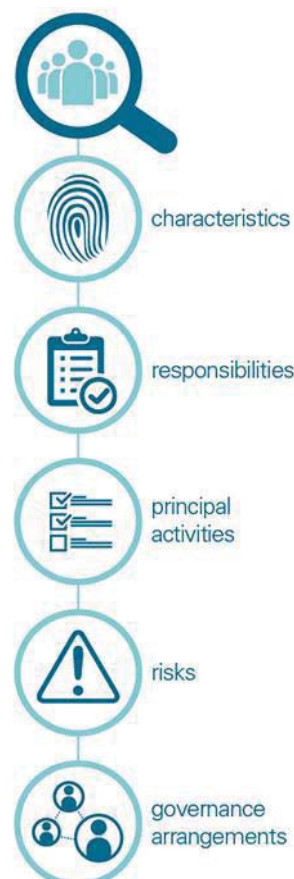 characteristics
responsibilities
principal
activities
risks
governance
arrangements